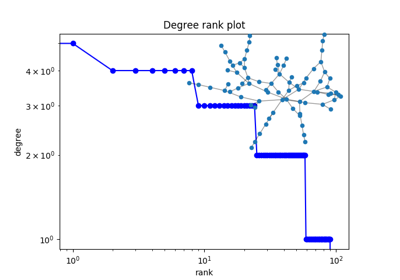 Degree rank plot
degree
4 × 10⁰
3 × 10⁰
2 × 10⁰
10⁰
10⁰
10¹
10²
rank